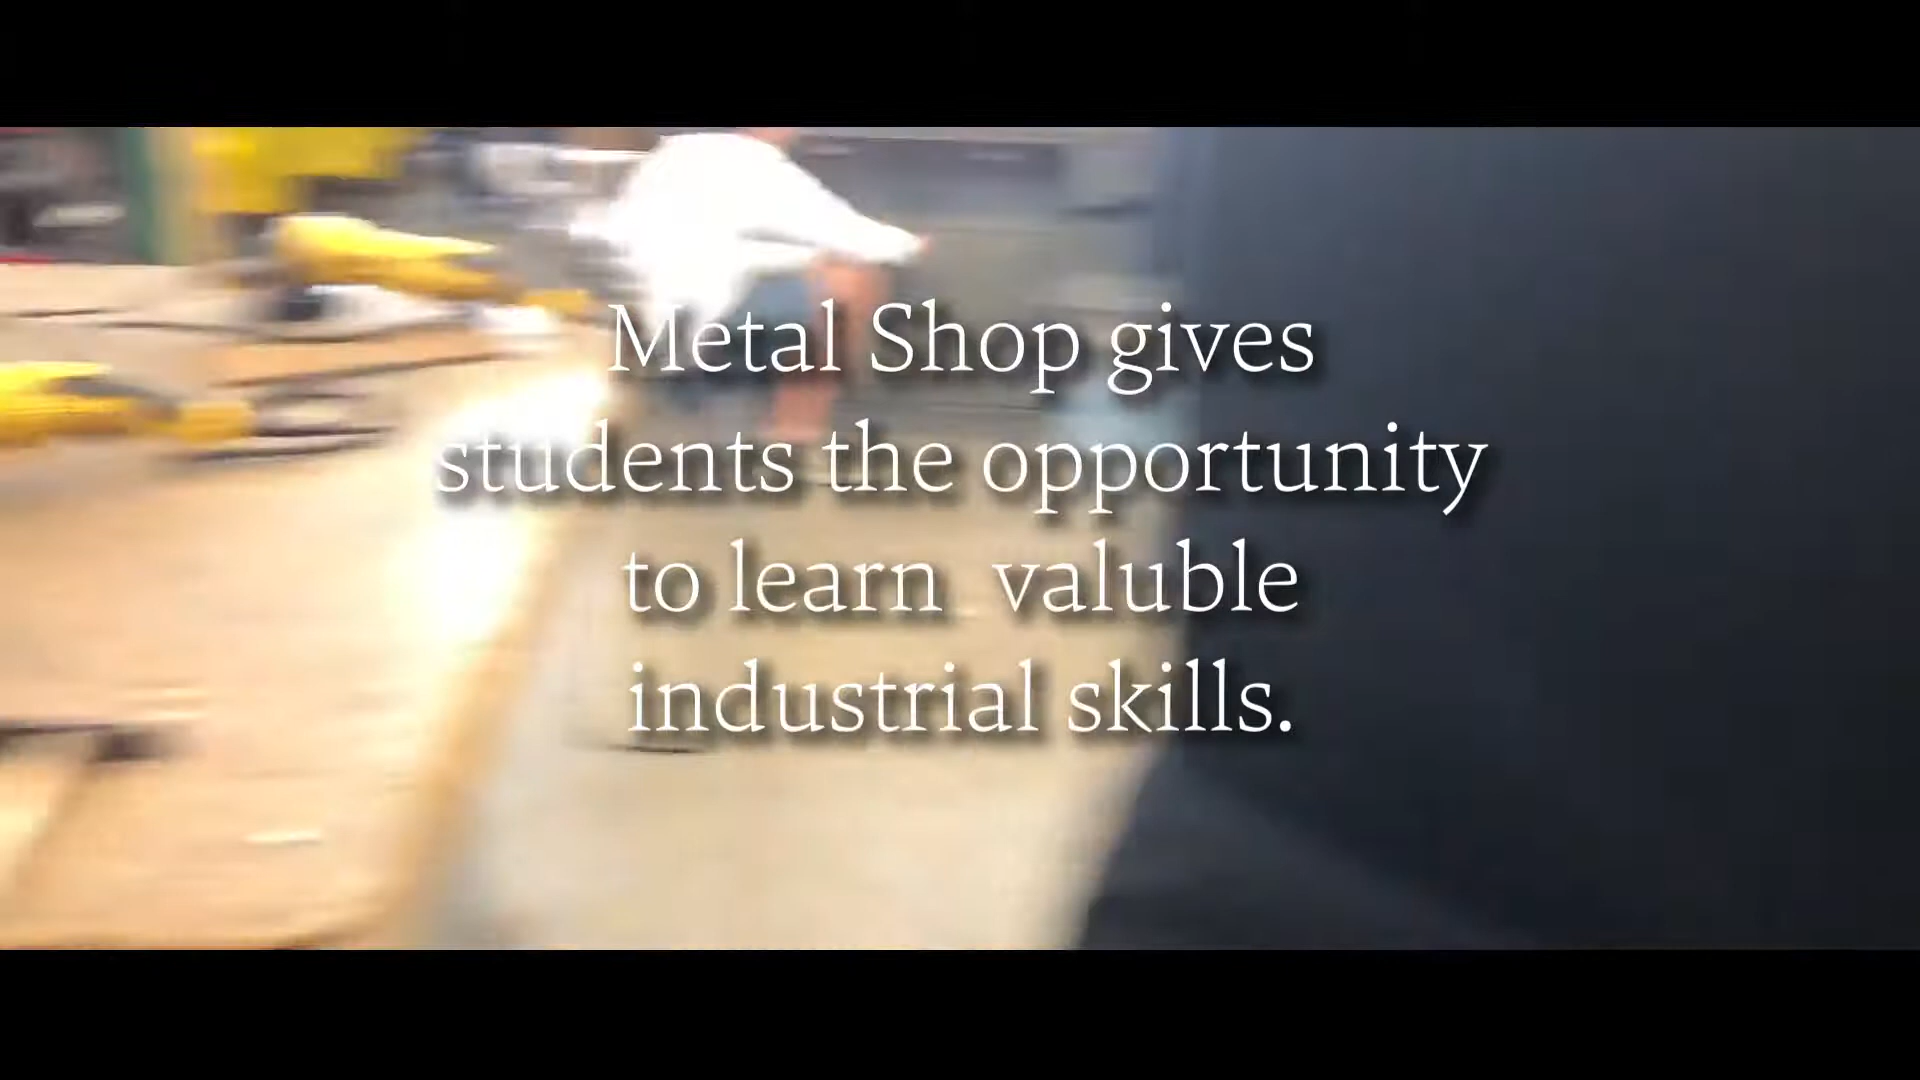 Metal Shop gives
students the opportunity
to learn  valuble
industrial skills.